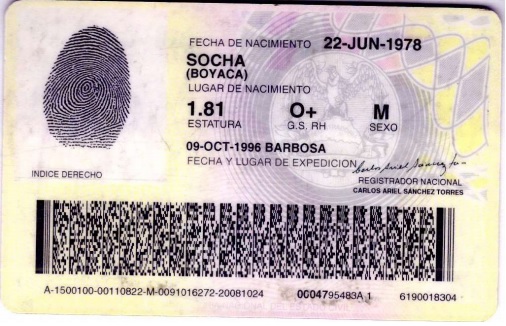 FECHA DE NACIMIENTO 22-JUN-1978
SOCHA
(BOYACA)
LUGAR DE NACIMIENTO
1.81 O+ M
ESTATURA G.S. RH SEXO
09-OCT-1996 BARBOSA
FECHA Y LUGAR DE EXPEDICION
INDICE DERECHO
REGISTRADOR NACIONAL
CARLOS ARIEL SANCHEZ TORRES
A-1500100-00110822-M-0091016272-20081024 0004795483A 1 6190018304